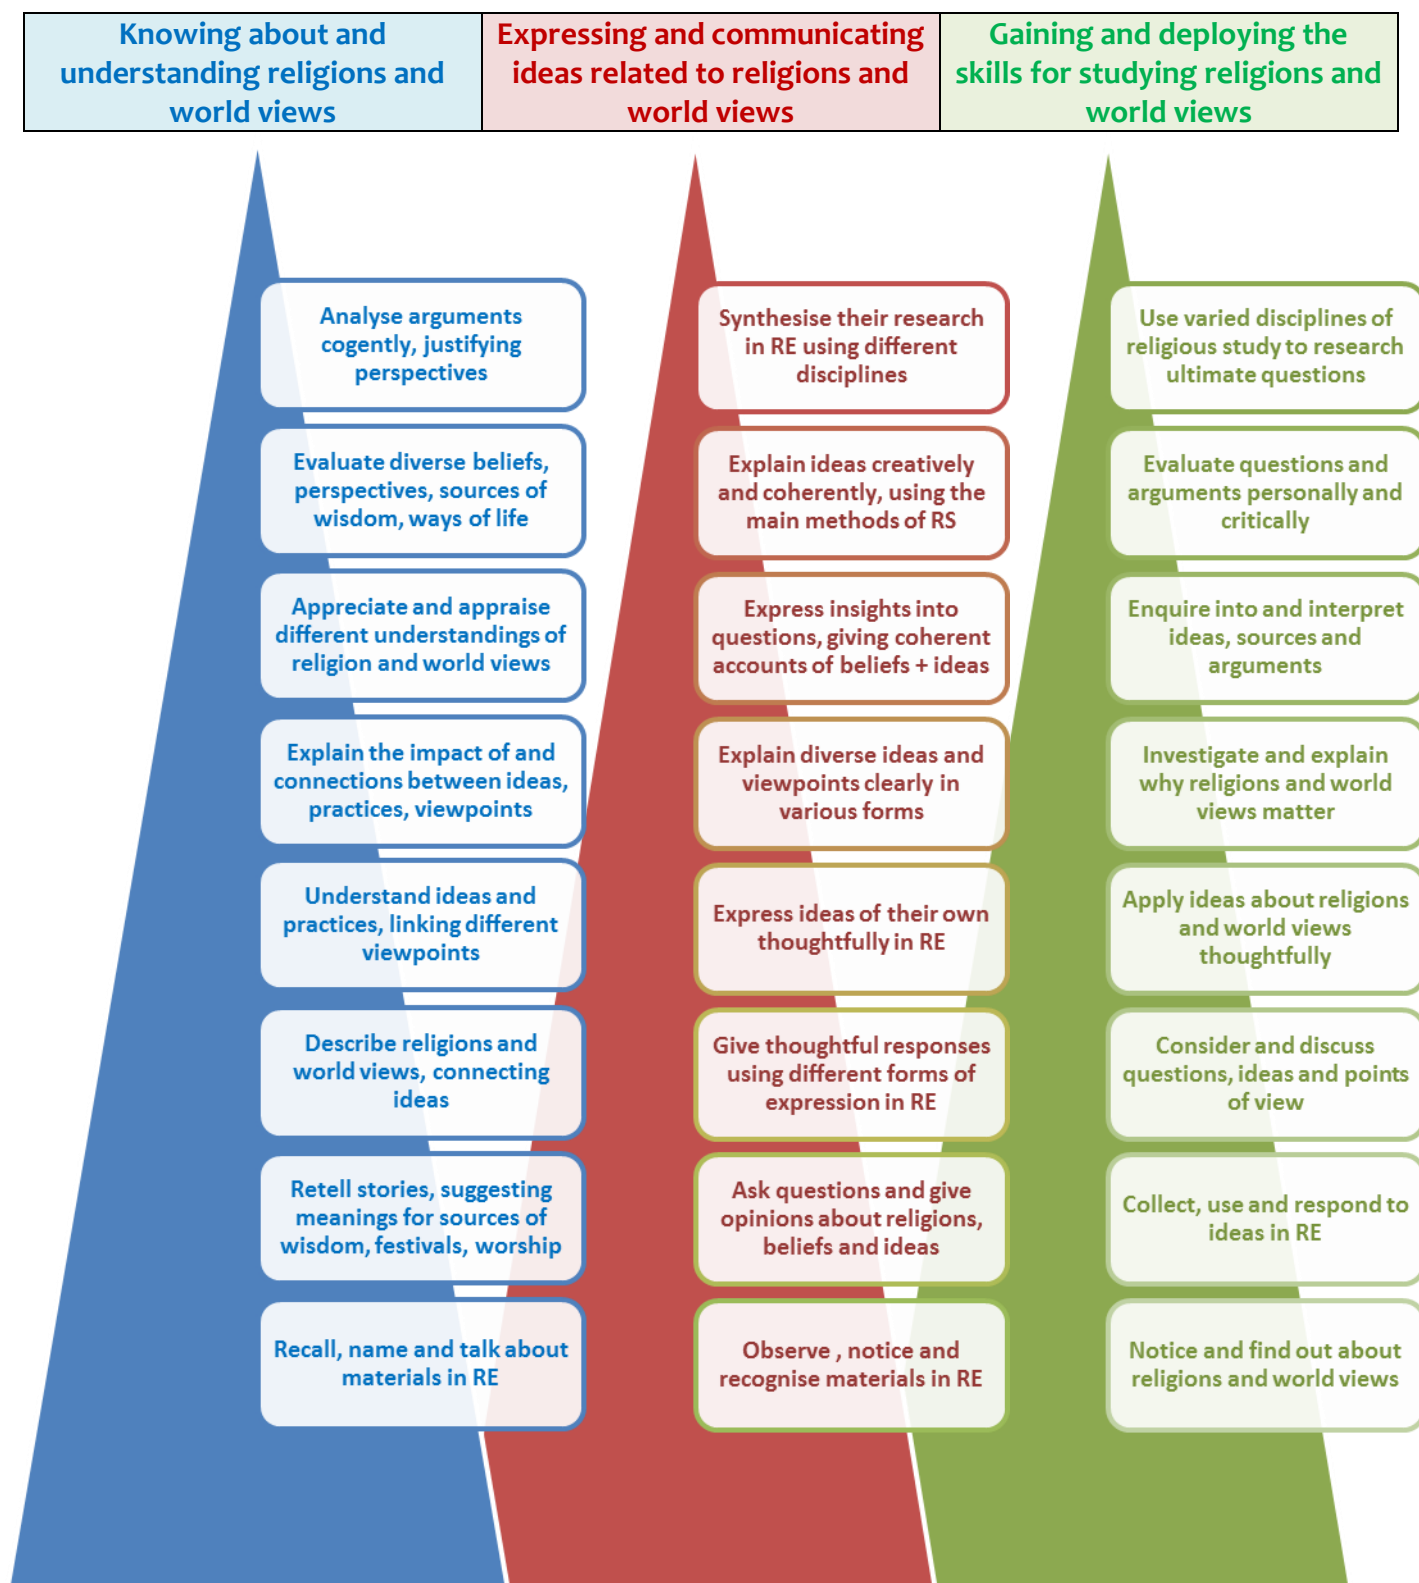 Knowing about and
understanding religions and
world views
Expressing and communicating
ideas related to religions and
world views
Gaining and deploying the
skills for studying religions and
world views
Analyse arguments
cogently, justifying
perspectives
Evaluate diverse beliefs,
perspectives, sources of
wisdom, ways of life
Appreciate and appraise
different understandings of
religion and world views
Explain the impact of and
connections between ideas,
practices, viewpoints
Understand ideas and
practices, linking different
viewpoints
Describe religions and
world views, connecting
ideas
Retell stories, suggesting
meanings for sources of
wisdom, festivals, worship
Recall, name and talk about
materials in RE
Synthesise their research
in RE using different
disciplines
Explain ideas creatively
and coherently, using the
main methods of RS
Express insights into
questions, giving coherent
accounts of beliefs + ideas
Explain diverse ideas and
viewpoints clearly in
various forms
Express ideas of their own
thoughtfully in RE
Give thoughtful responses
using different forms of
expression in RE
Ask questions and give
opinions about religions,
beliefs and ideas
Observe , notice and
recognise materials in RE
Use varied disciplines of
religious study to research
ultimate questions
Evaluate questions and
arguments personally and
critically
Enquire into and interpret
ideas, sources and
arguments
Investigate and explain
why religions and world
views matter
Apply ideas about religions
and world views
thoughtfully
Consider and discuss
questions, ideas and points
of view
Collect, use and respond to
ideas in RE
Notice and find out about
religions and world views